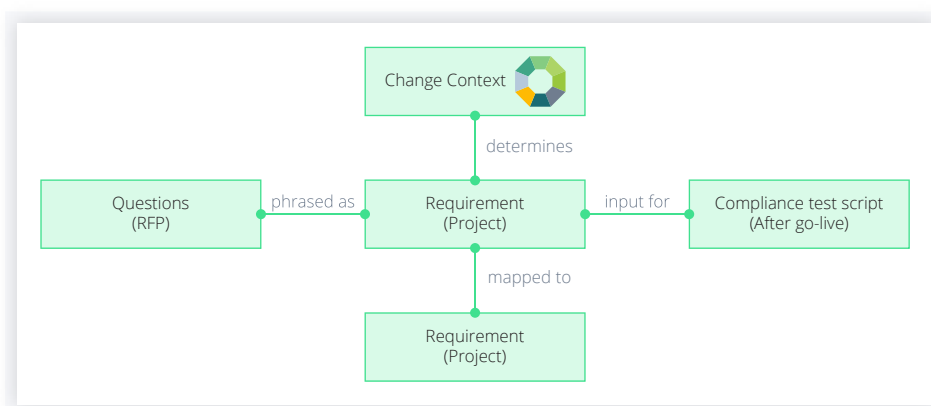 Change Context
determines
Questions
(RFP)
phrased as
Requirement
(Project)
input for
Compliance test script
(After go-live)
mapped to
Requirement
(Project)